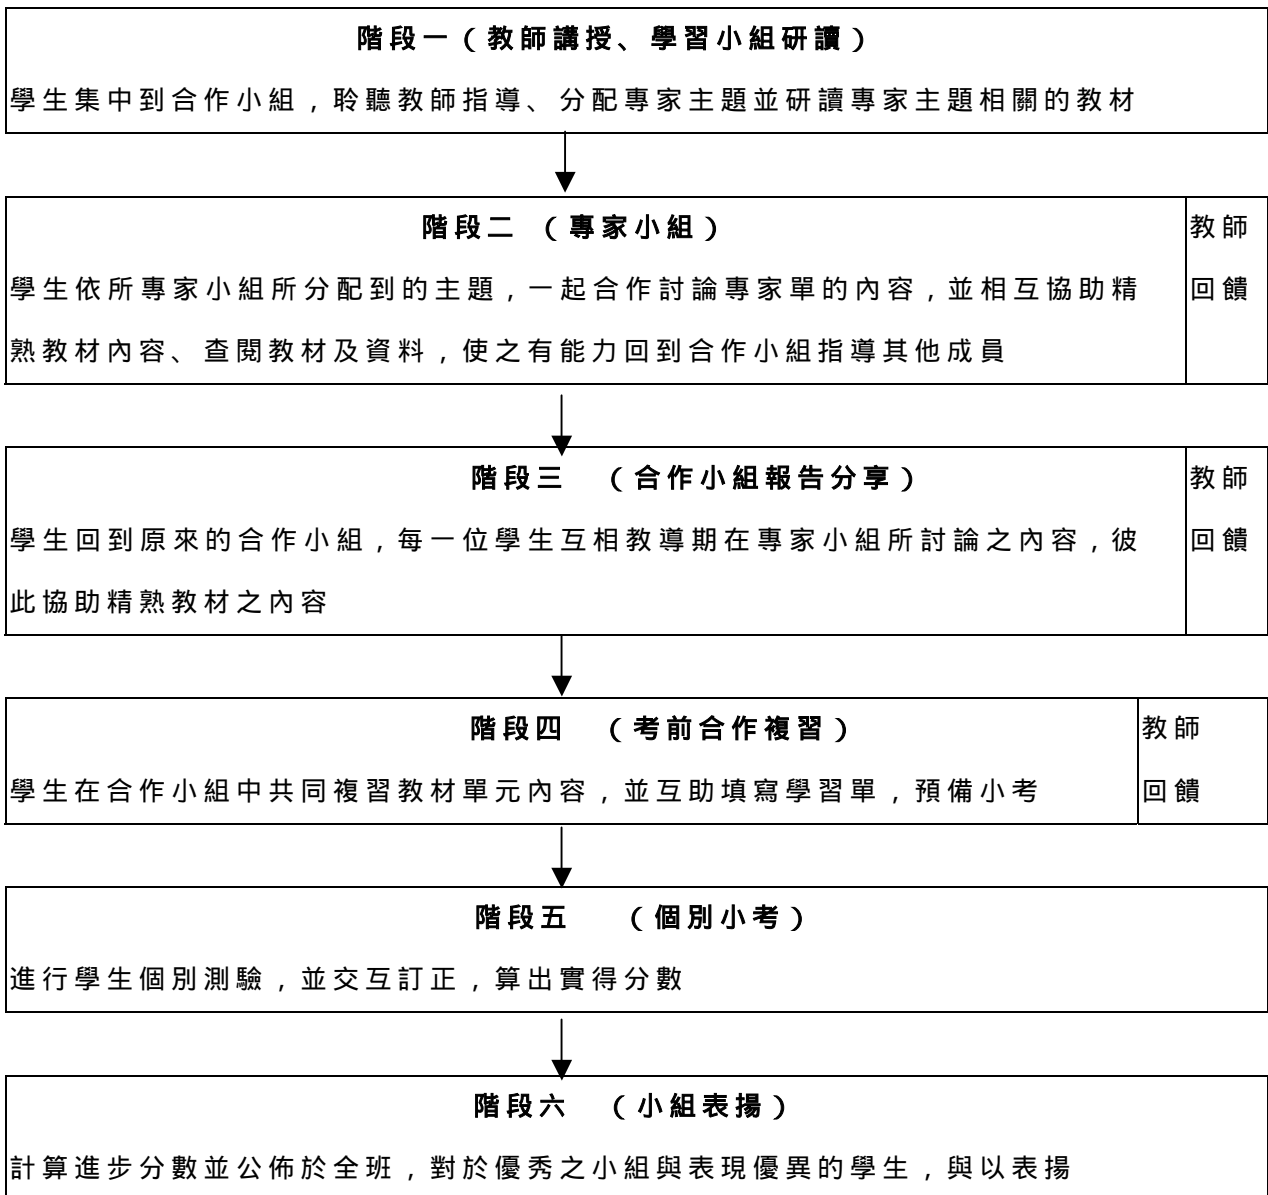 階段一（教師講授、學習小組研讀）
學生集中到合作小組，聆聽教師指導、分配專家主題並研讀專家主題相關的教材
階段二 （專家小組）
學生依所專家小組所分配到的主題，一起合作討論專家單的內容，並相互協助精
熟教材內容、查閱教材及資料，使之有能力回到合作小組指導其他成員
教師
回饋
階段三 （合作小組報告分享）
學生回到原來的合作小組，每一位學生互相教導期在專家小組所討論之內容，彼
此協助精熟教材之內容
教師
回饋
階段四 （考前合作複習）
學生在合作小組中共同複習教材單元內容，並互助填寫學習單，預備小考
教師
回饋
階段五 （個別小考）
進行學生個別測驗，並交互訂正，算出實得分數
階段六 （小組表揚）
計算進步分數並公佈於全班，對於優秀之小組與表現優異的學生，與以表揚